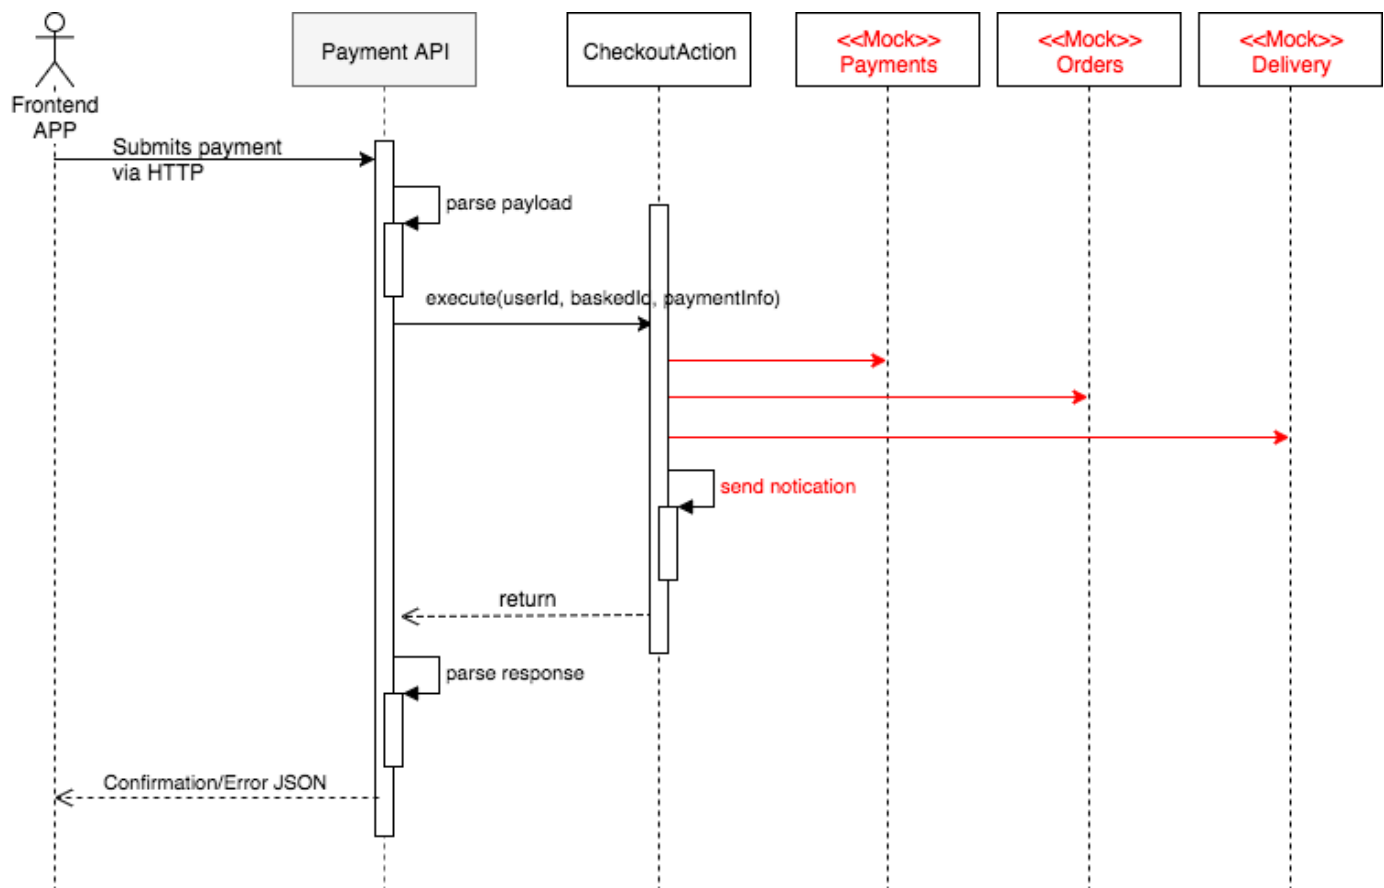 Frontend
APP
Payment API
CheckoutAction
<<Mock>>
Payments
<<Mock>>
Orders
<<Mock>>
Delivery
Submits payment
via HTTP
parse payload
execute(userId, baskedId, paymentInfo)
send notication
return
parse response
Confirmation/Error JSON